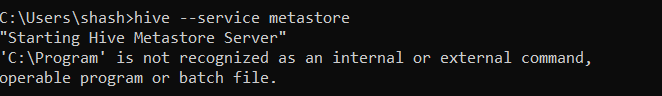 C:\Users\shash>hive --service metastore
"Starting Hive Metastore Server"
'C:\Program' is not recognized as an internal or external command,
operable program or batch file.